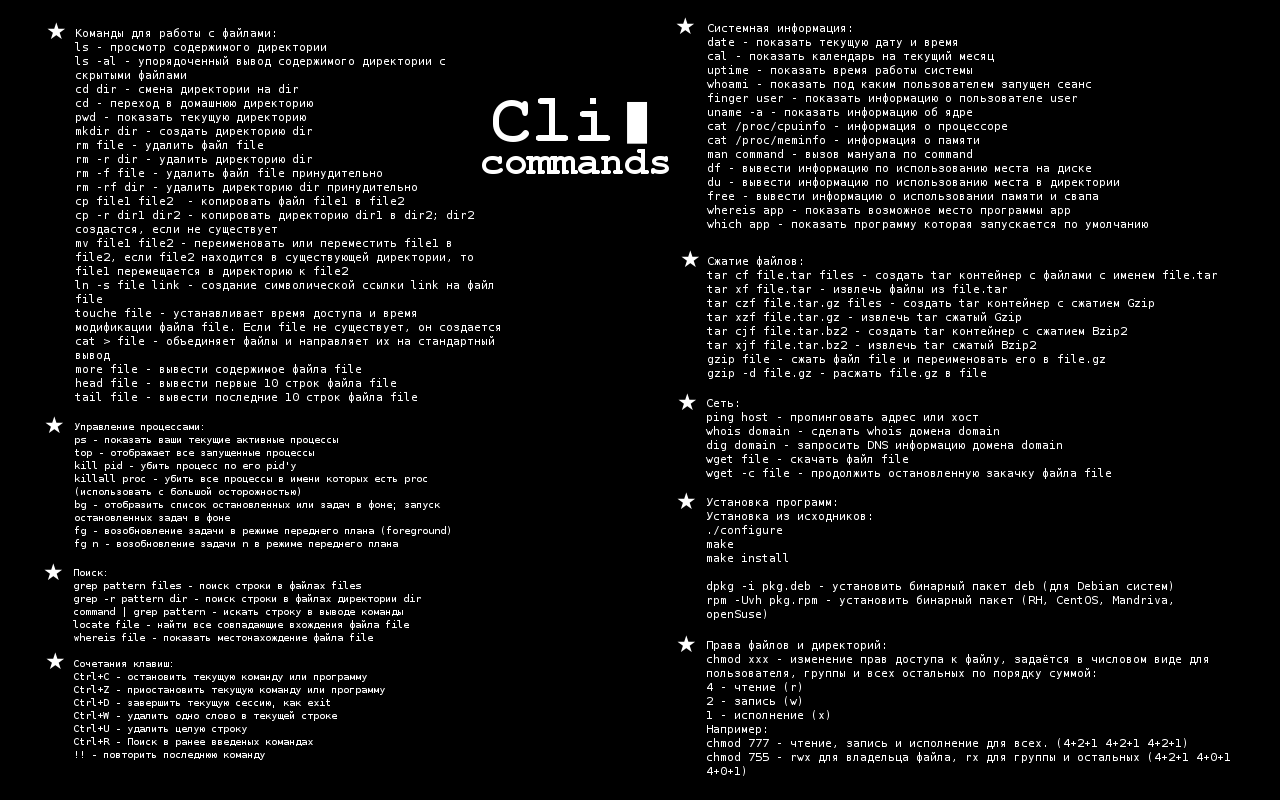 Команды для работы с файлами:
ls - просмотр содержимого директории
ls -al - упорядоченный вывод содержимого директории с
скрытыми файлами
cd dir - смена директории на dir
cd - переход в домашнюю директорию
pwd - показать текущую директорию
mkdir dir - создать директорию dir
rm file - удалить файл file
rm -r dir - удалить директорию dir
rm -f file - удалить файл file принудительно
rm -rf dir - удалить директорию dir принудительно
cp file1 file2  - копировать файл file1 в file2
cp -r dir1 dir2 - копировать директорию dir1 в dir2; dir2
создастся, если не существует
mv file1 file2 - переименовать или переместить file1 в
file2, если file2 находится в существующей директории, то
file1 перемещается в директорию к file2
ln -s file link - создание символической ссылки link на файл
file
touche file - устанавливает время доступа и время
модификации файла file. Если file не существует, он создается
cat > file - объединяет файлы и направляет их на стандартный
вывод
more file - вывести содержимое файла file
head file - вывести первые 10 строк файла file
tail file - вывести последние 10 строк файла file
Управление процессами:
ps - показать ваши текущие активные процессы
top - отображает все запущенные процессы
kill pid - убить процесс по его pid'у
killall proc - убить все процессы в имени которых есть proc
(использовать с большой осторожностью)
bg - отобразить список остановленных или задач в фоне; запуск
остановленных задач в фоне
fg - возобновление задачи в режиме переднего плана (foreground)
fg n - возобновление задачи n в режиме переднего плана
Поиск:
grep pattern files - поиск строки в файлах files
grep -r pattern dir - поиск строки в файлах директории dir
command | grep pattern - искать строку в выводе команды
locate file - найти все совпадающие вхождения файла file
whereis file - показать местонахождение файла file
Сочетания клавиш:
Ctrl+C - остановить текущую команду или программу
Ctrl+Z - приостановить текущую команду или программу
Ctrl+D - завершить текущую сессию, как exit
Ctrl+W - удалить одно слово в текущей строке
Ctrl+U - удалить целую строку
Ctrl+R - Поиск в ранее введеных командах
!! - повторить последнюю команду
Cli
commands
Системная информация:
date - показать текущую дату и время
cal - показать календарь на текущий месяц
uptime - показать время работы системы
whoami - показать под каким пользователем запущен сеанс
finger user - показать информацию о пользователе user
uname -a - показать информацию об ядре
cat /proc/cpuinfo - информация о процессоре
cat /proc/meminfo - информация о памяти
man command - вызов мануала по command
df - вывести информацию по использованию места на диске
du - вывести информацию по использованию места в директории
free - вывести информацию о использовании памяти и свапа
whereis app - показать возможное место программы app
which app - показать программу которая запускается по умолчанию
Сжатие файлов:
tar cf file.tar files - создать tar контейнер с файлами с именем file.tar
tar xf file.tar - извлечь файлы из file.tar
tar czf file.tar.gz files - создать tar контейнер с сжатием Gzip
tar xzf file.tar.gz - извлечь tar сжатый Gzip
tar cjf file.tar.bz2 - создать tar контейнер с сжатием Bzip2
tar xjf file.tar.bz2 - извлечь tar сжатый Bzip2
gzip file - сжать файл file и переименовать его в file.gz
gzip -d file.gz - расжать file.gz в file
Сеть:
ping host - пропинговать адрес или хост
whois domain - сделать whois домена domain
dig domain - запросить DNS информацию домена domain
wget file - скачать файл file
wget -c file - продолжить остановленную закачку файла file
Установка программ:
Установка из исходников:
./configure
make
make install
dpkg -i pkg.deb - установить бинарный пакет deb (для Debian систем)
rpm -Uvh pkg.rpm - установить бинарный пакет (RH, CentOS, Mandriva,
openSuse)
Права файлов и директорий:
chmod xxx - изменение прав доступа к файлу, задаётся в числовом виде для
пользователя, группы и всех остальных по порядку суммой:
4 - чтение (r)
2 - запись (w)
1 - исполнение (x)
Например:
chmod 777 - чтение, запись и исполнение для всех. (4+2+1 4+2+1 4+2+1)
chmod 755 - rwx для владельца файла, rx для группы и остальных (4+2+1 4+0+1
4+0+1)